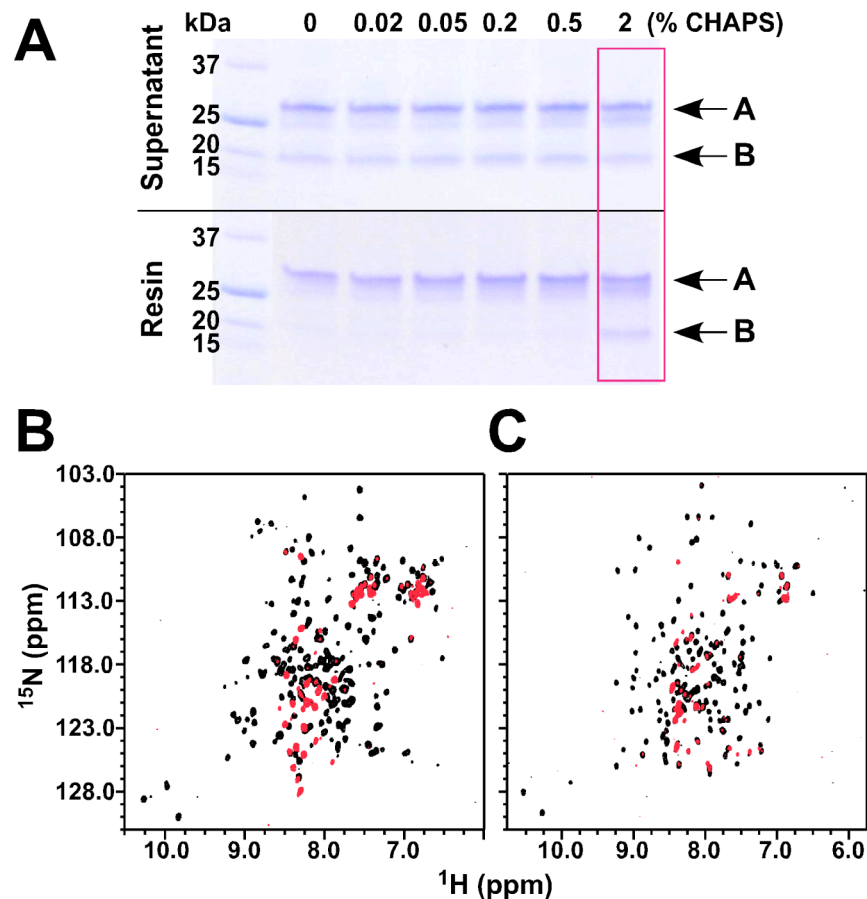 A
kDa 0 0.02 0.05 0.2 0.5 2 (% CHAPS)
Supernatant
37
25
20
15
A
B
Resin
37
25
20
15
A
B
B
C
15N (ppm)
103.0
108.0
113.0
118.0
123.0
128.0
10.0 9.0 8.0 7.0
10.0 9.0 8.0 7.0 6.0
1H (ppm)